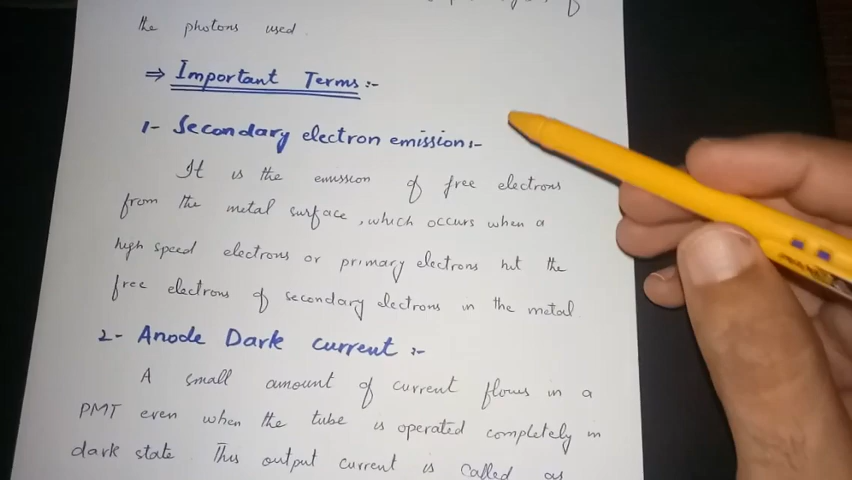 the photons used.
⇒ Important Terms:-
1- Secondary electron emission:-
It is the emission of free electrons
from the metal surface, which occurs when a
high speed electrons or primary electrons hit the
free electrons of secondary electrons in the metal
2- Anode Dark current :-
A small amount of current flows in a
PMT even when the tube is operated completely in
dark state. This output current is called as